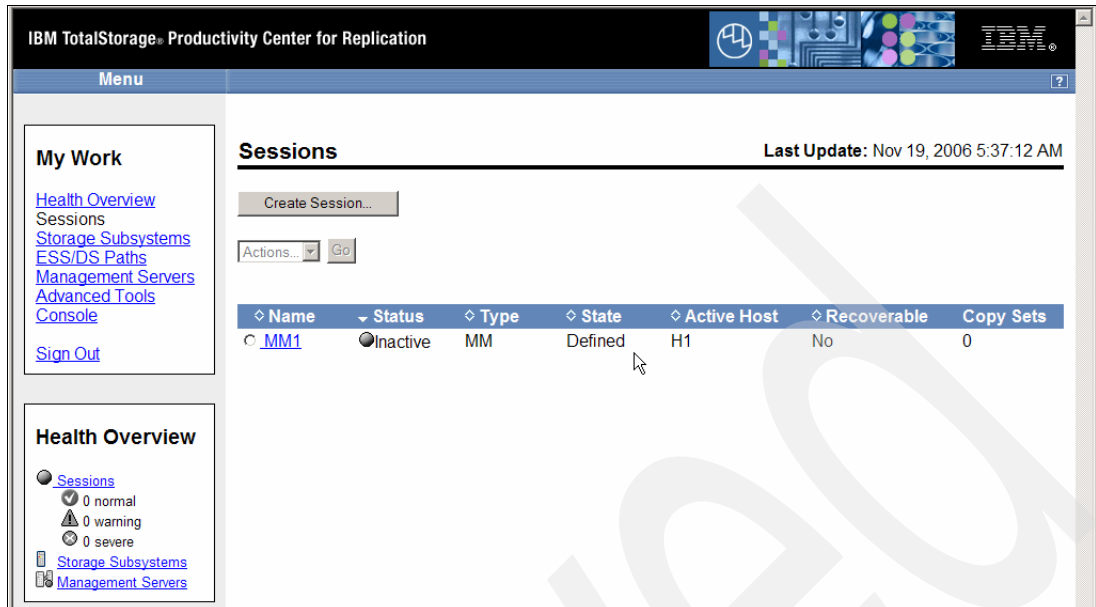 IBM TotalStorage® Productivity Center for Replication
IBM®
Menu
?
My Work
Health Overview
Sessions
Storage Subsystems
ESS/DS Paths
Management Servers
Advanced Tools
Console
Sign Out
Health Overview
Sessions
0 normal
0 warning
0 severe
Storage Subsystems
Management Servers
Sessions
Last Update: Nov 19, 2006 5:37:12 AM
Create Session...
Actions... Go
Name Status Type State Active Host Recoverable Copy Sets
MM1 Inactive MM Defined H1 No 0